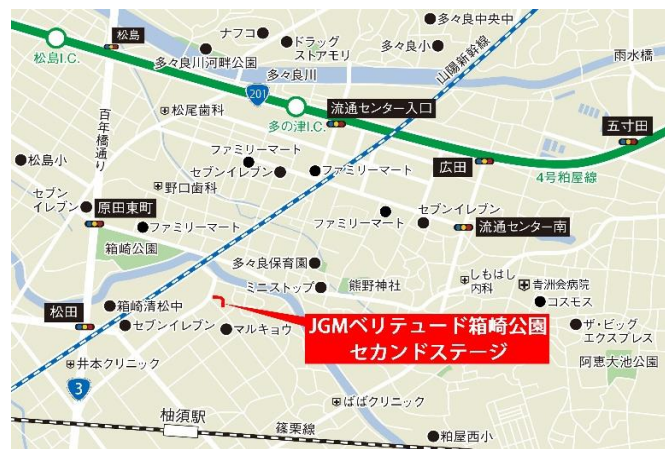 松島I.C.
松島
ナフコ
多々良川河畔公園
ドラッグ
ストアモリ
多々良中央中
多々良小
山陽新幹線
雨水橋
多々良川
201
多の津I.C.
流通センター入口
百年橋通り
松尾歯科
五寸田
広田
4号粕屋線
松島小
ファミリーマート
セブンイレブン
ファミリーマート
野口歯科
セブン
イレブン
原田東町
ファミリーマート
ファミリーマート
セブンイレブン
流通センター南
箱崎公園
多々良保育園
ミニストップ
熊野神社
しもはし
内科
青洲会病院
コスモス
箱崎清松中
松田
セブンイレブン
マルキョウ
JGMベリテュード箱崎公園
セカンドステージ
ザ・ビッグ
エクスプレス
阿恵大池公園
井本クリニック
3
柚須駅
篠栗線
ばばクリニック
粕屋西小